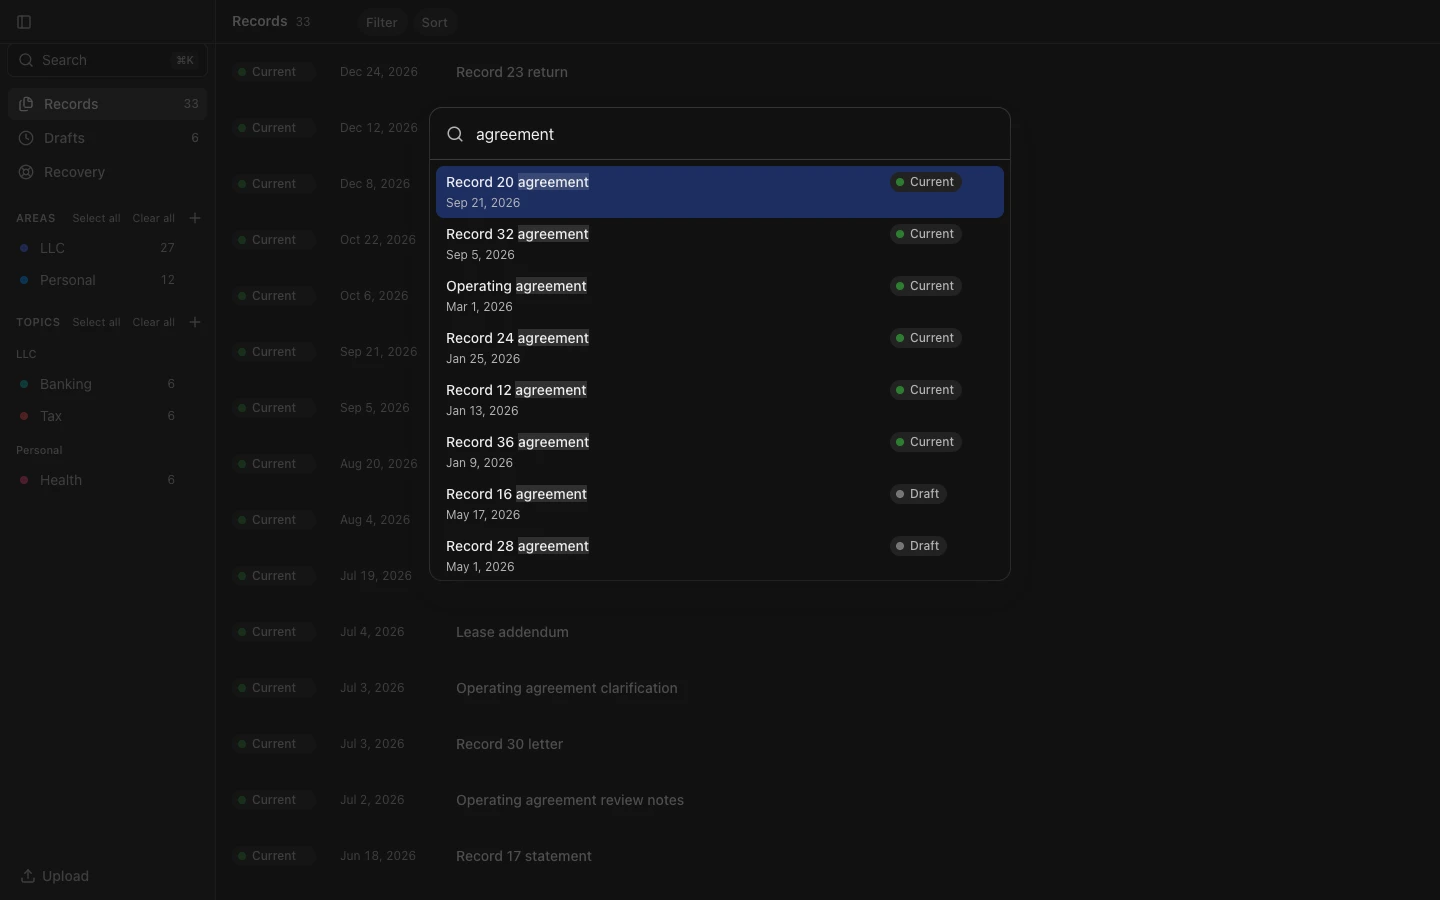 Records 33 Filter Sort
Search ⌘K
Records 33
Drafts 6
Recovery
AREAS Select all Clear all +
LLC 27
Personal 12
TOPICS Select all Clear all +
LLC
Banking 6
Tax 6
Personal
Health 6
Upload
Current Dec 24, 2026 Record 23 return
Current Dec 12, 2026
Current Dec 8, 2026
Current Oct 22, 2026
Current Oct 6, 2026
Current Sep 21, 2026
Current Sep 5, 2026
Current Aug 20, 2026
Current Aug 4, 2026
Current Jul 19, 2026
Current Jul 4, 2026 Lease addendum
Current Jul 3, 2026 Operating agreement clarification
Current Jul 3, 2026 Record 30 letter
Current Jul 2, 2026 Operating agreement review notes
Current Jun 18, 2026 Record 17 statement
agreement
Record 20 agreement Current
Sep 21, 2026
Record 32 agreement Current
Sep 5, 2026
Operating agreement Current
Mar 1, 2026
Record 24 agreement Current
Jan 25, 2026
Record 12 agreement Current
Jan 13, 2026
Record 36 agreement Current
Jan 9, 2026
Record 16 agreement Draft
May 17, 2026
Record 28 agreement Draft
May 1, 2026